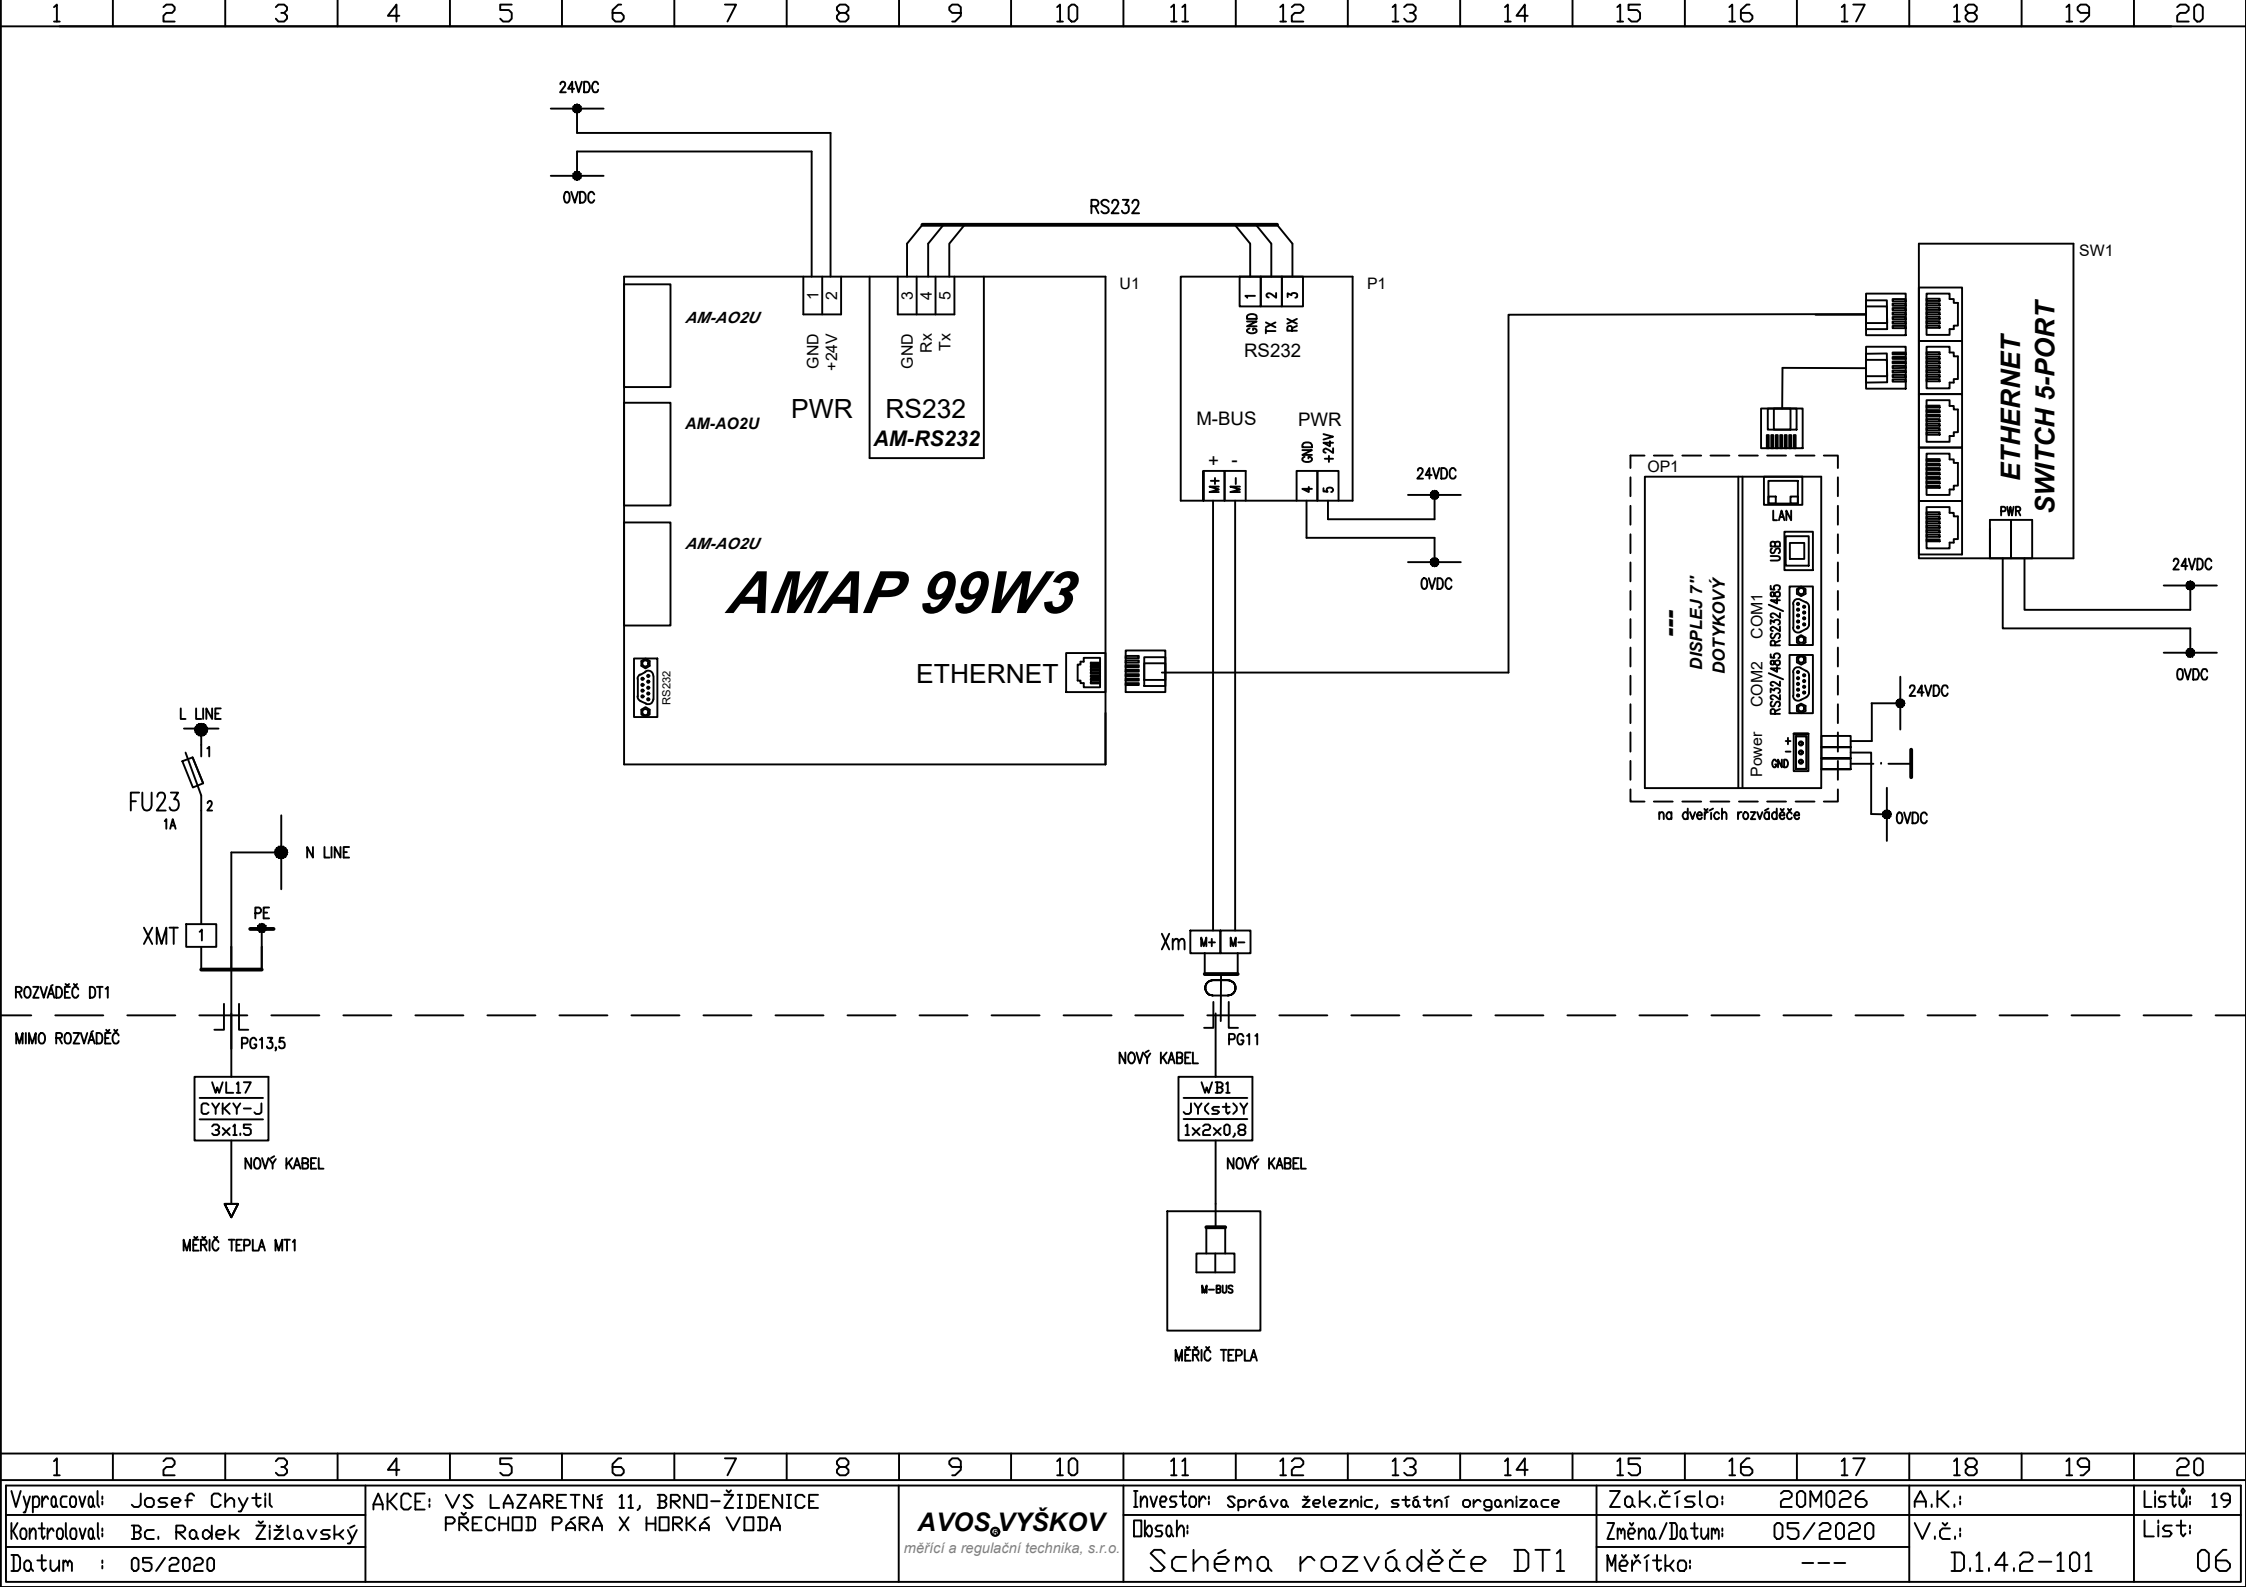 1 2 3 4 5 6 7 8 9 10 11 12 13 14 15 16 17 18 19 20
24VDC
0VDC
RS232
U1
AM-AO2U
AM-AO2U
AM-AO2U
1 2
GND
+24V
PWR
3 4 5
GND
Rx
Tx
RS232
AM-RS232
AMAP 99W3
ETHERNET
RS232
P1
1 2 3
GND
TX
RX
RS232
M-BUS
+ -
M+ M-
PWR
GND
+24V
4 5
24VDC
0VDC
SW1
ETHERNET
SWITCH 5-PORT
PWR
24VDC
0VDC
OP1
LAN
USB
---
DISPLEJ 7"
DOTYKOVÝ
COM1
RS232/485
COM2
RS232/485
Power
+
-
GND
24VDC
0VDC
na dveřích rozváděče
L LINE
1
FU23
1A
2
N LINE
PE
XMT 1
Xm M+ M-
ROZVÁDĚČ DT1
MIMO ROZVÁDĚČ
PG13,5
WL17
CYKY-J
3x1.5
NOVÝ KABEL
MĚŘIČ TEPLA MT1
PG11
NOVÝ KABEL
WB1
JY(st)Y
1x2x0,8
NOVÝ KABEL
M-BUS
MĚŘIČ TEPLA
1 2 3 4 5 6 7 8 9 10 11 12 13 14 15 16 17 18 19 20
Vypracoval: Josef Chytil
Kontroloval: Bc. Radek Žižlavský
Datum : 05/2020
AKCE: VS LAZARETNÍ 11, BRNO-ŽIDENICE
PŘECHOD PÁRA X HORKÁ VODA
AVOS® VYŠKOV
měřící a regulační technika, s.r.o.
Investor: Správa železnic, státní organizace
Obsah:
Schéma rozváděče DT1
Zak.číslo: 20M026
Změna/Datum: 05/2020
Měřítko: ---
A.K.:
V.č.:
D.1.4.2-101
Listů: 19
List:
06